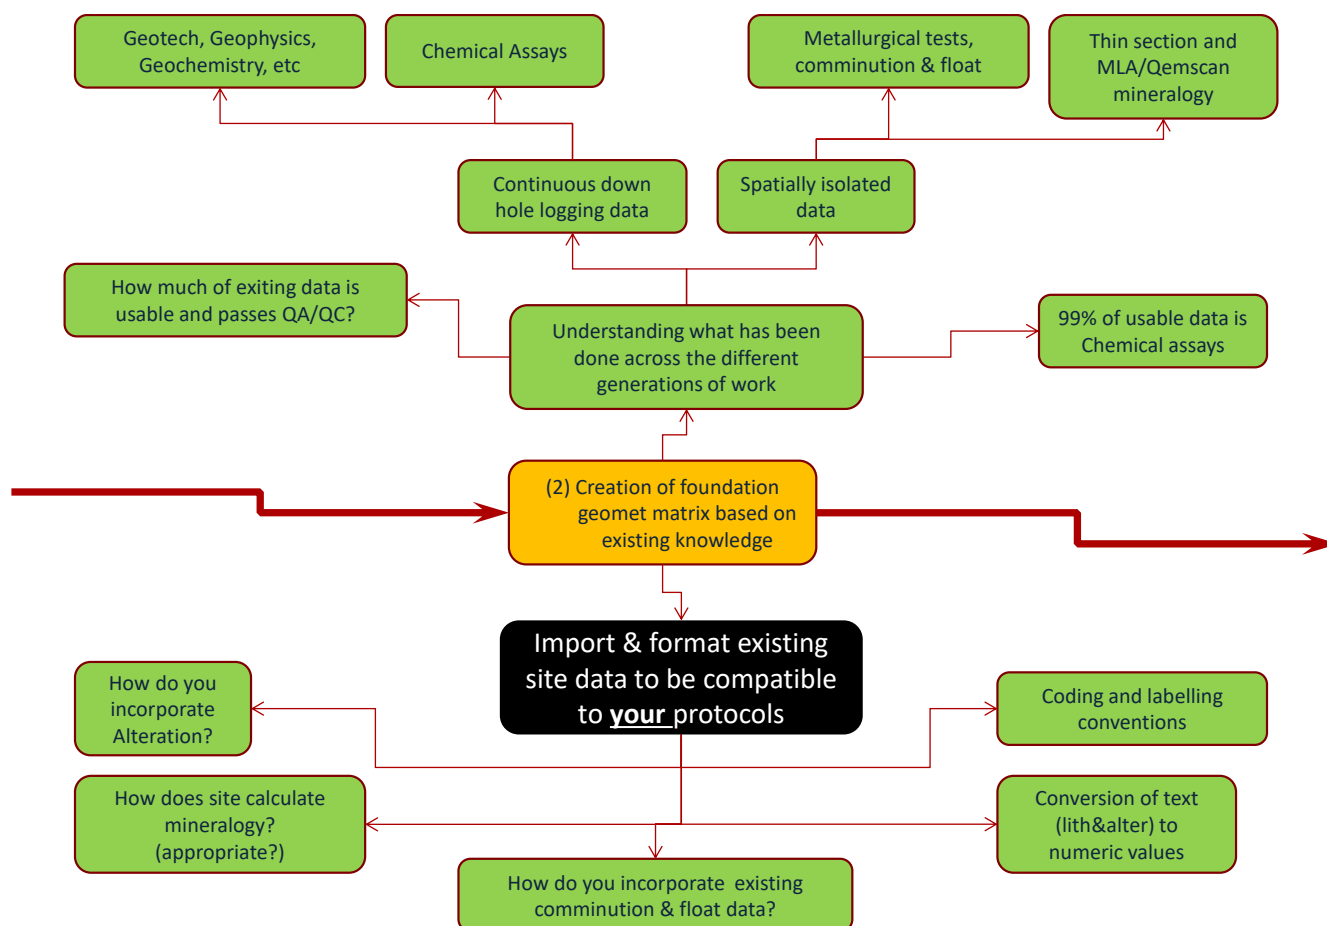 Geotech, Geophysics,
Geochemistry, etc
Chemical Assays
Metallurgical tests,
comminution & float
Thin section and
MLA/Qemscan
mineralogy
Continuous down
hole logging data
Spatially isolated
data
How much of exiting data is
usable and passes QA/QC?
Understanding what has been
done across the different
generations of work
99% of usable data is
Chemical assays
(2) Creation of foundation
geomet matrix based on
existing knowledge
Import & format existing
site data to be compatible
to your protocols
How do you
incorporate
Alteration?
Coding and labelling
conventions
How does site calculate
mineralogy?
(appropriate?)
Conversion of text
(lith&alter) to
numeric values
How do you incorporate existing
comminution & float data?